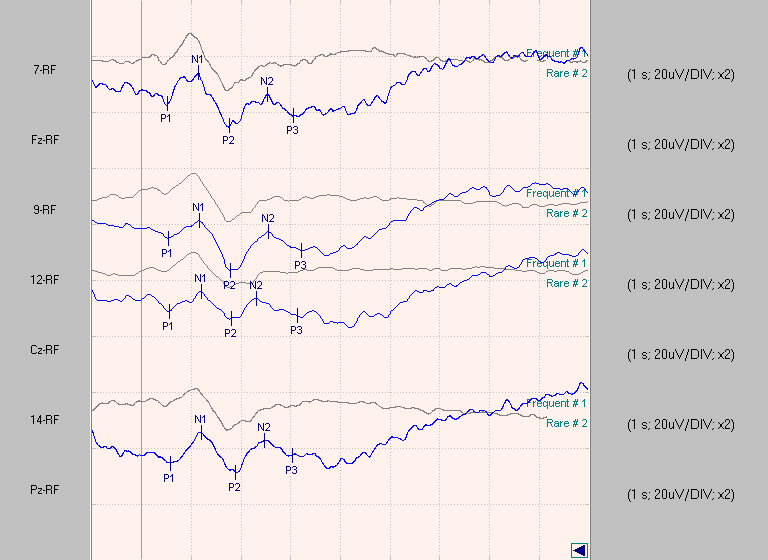 Frequent # 1
N1
7-RF
Rare # 2
(1 s; 20uV/DIV; x2)
N2
P1
P2
P3
Fz-RF
(1 s; 20uV/DIV; x2)
Frequent # 1
N1
9-RF
Rare # 2
(1 s; 20uV/DIV; x2)
N2
P1
P3
Frequent # 1
N1
12-RF
P2
N2
Rare # 2
(1 s; 20uV/DIV; x2)
P1
P2
P3
Cz-RF
(1 s; 20uV/DIV; x2)
Frequent # 1
N1
14-RF
Rare # 2
(1 s; 20uV/DIV; x2)
N2
P3
P1
P2
Pz-RF
(1 s; 20uV/DIV; x2)